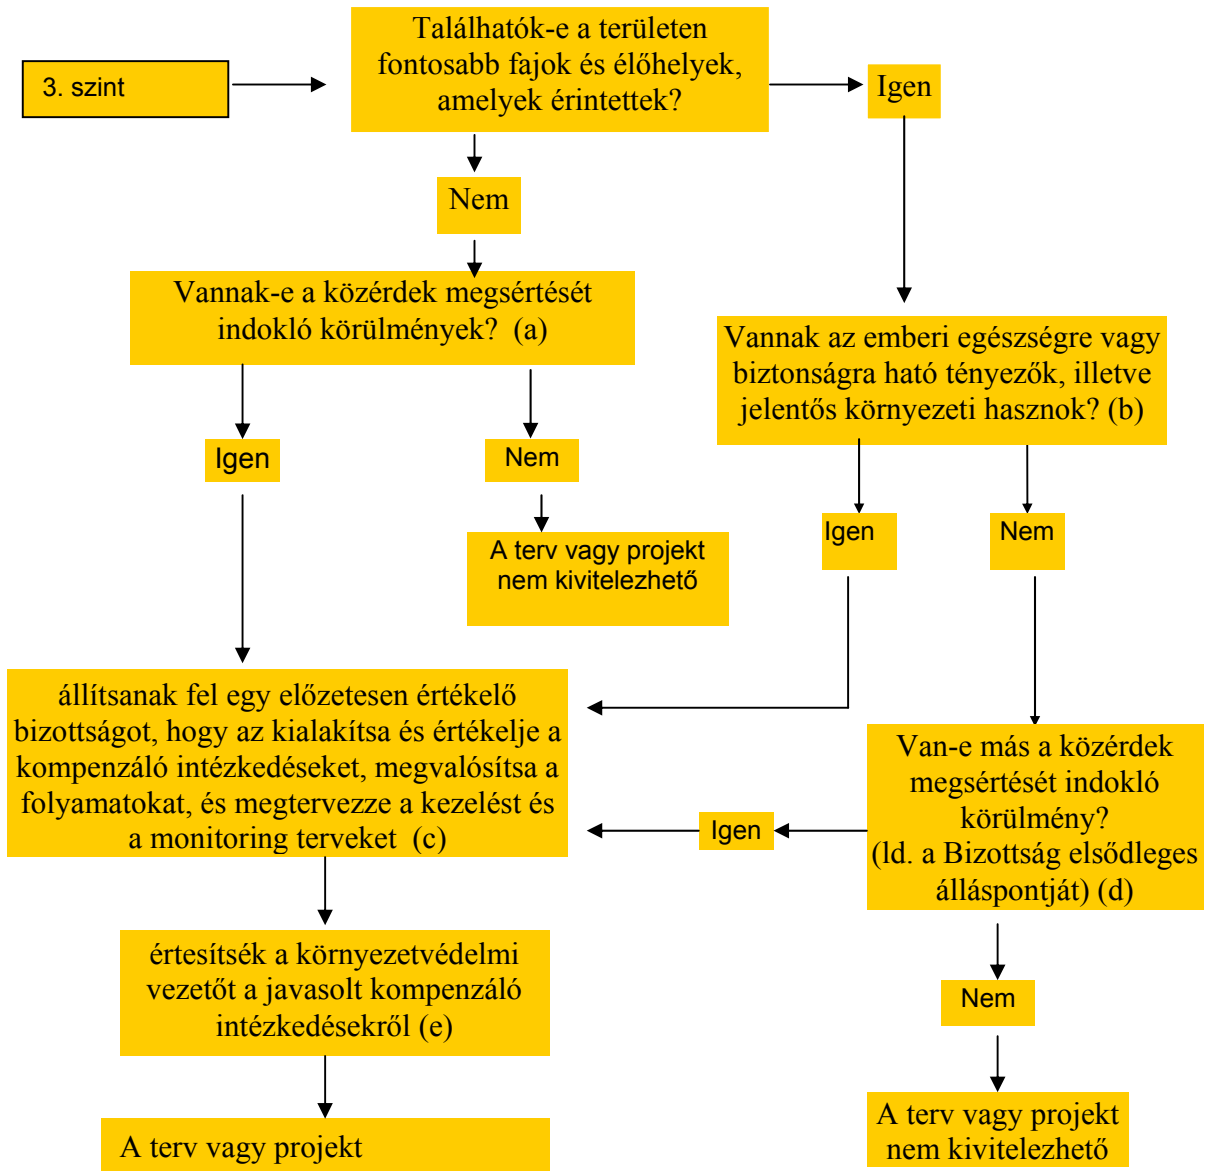 Találhatók-e a területen
fontosabb fajok és élőhelyek,
amelyek érintettek?
3. szint
Igen
Nem
Vannak-e a közérdek megsértését
indokló körülmények? (a)
Vannak az emberi egészségre vagy
biztonságra ható tényezők, illetve
jelentős környezeti hasznok? (b)
Igen
Nem
Igen
Nem
A terv vagy projekt
nem kivitelezhető
állítsanak fel egy előzetesen értékelő
bizottságot, hogy az kialakítsa és értékelje a
kompenzáló intézkedéseket, megvalósítsa a
folyamatokat, és megtervezze a kezelést és
a monitoring terveket (c)
Van-e más a közérdek
megsértését indokló
körülmény?
(ld. a Bizottság elsődleges
álláspontját) (d)
Igen
értesítsék a környezetvédelmi
vezetőt a javasolt kompenzáló
intézkedésekről (e)
Nem
A terv vagy projekt
A terv vagy projekt
nem kivitelezhető